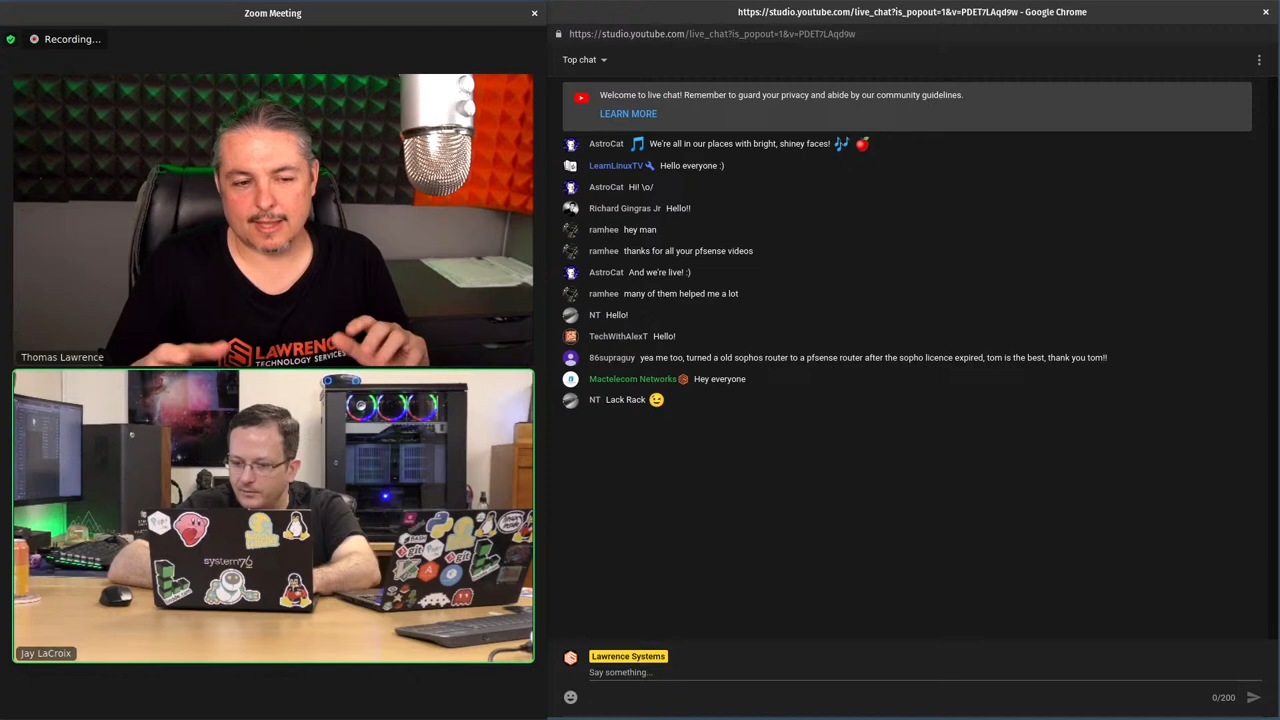 Zoom Meeting
https://studio.youtube.com/live_chat?is_popout=1&v=PDET7LAqd9w - Google Chrome
Recording...
https://studio.youtube.com/live_chat?is_popout=1&v=PDET7LAqd9w
Top chat
Welcome to live chat! Remember to guard your privacy and abide by our community guidelines.
LEARN MORE
AstroCat We're all in our places with bright, shiney faces!
LearnLinuxTV Hello everyone :)
AstroCat Hi! \o/
Richard Gingras Jr Hello!!
ramhee hey man
ramhee thanks for all your pfsense videos
AstroCat And we're live! :)
ramhee many of them helped me a lot
NT Hello!
TechWithAlexT Hello!
86supraguy yea me too, turned a old sophos router to a pfsense router after the sopho licence expired, tom is the best, thank you tom!!
Mactelecom Networks Hey everyone
NT Lack Rack
LAWRENCE
TECHNOLOGY SERVICES
Thomas Lawrence
system76
git
git
Jay LaCroix
Lawrence Systems
Say something...
0/200